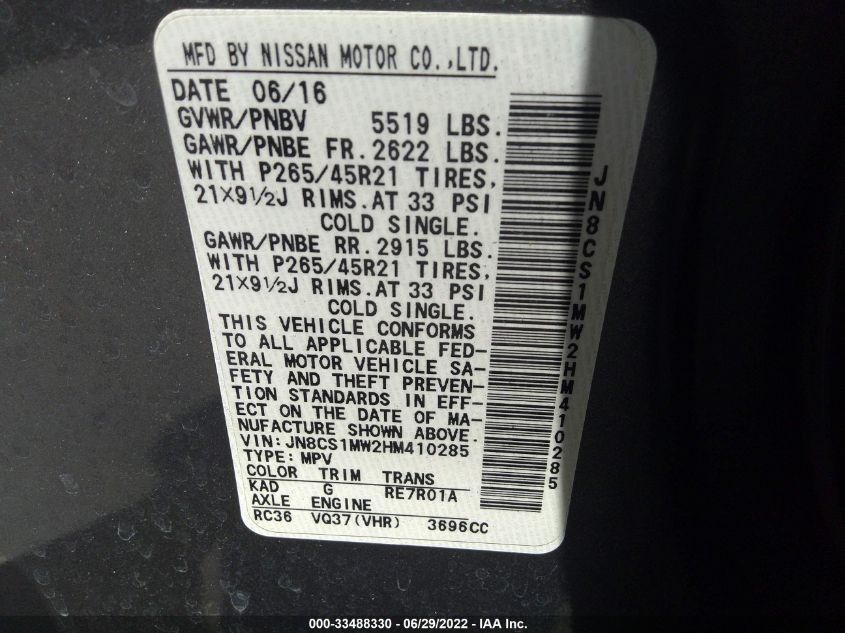 MFD BY NISSAN MOTOR CO.,LTD.
DATE 06/16
GVWR/PNBV 5519 LBS.
GAWR/PNBE FR.2622 LBS.
WITH P265/45R21 TIRES,
21×9½J RIMS.AT 33 PSI
COLD SINGLE.
GAWR/PNBE RR.2915 LBS.
WITH P265/45R21 TIRES,
21×9½J RIMS.AT 33 PSI
COLD SINGLE.
THIS VEHICLE CONFORMS
TO ALL APPLICABLE FED-
ERAL MOTOR VEHICLE SA-
FETY AND THEFT PREVEN-
TION STANDARDS IN EFF-
ECT ON THE DATE OF MA-
NUFACTURE SHOWN ABOVE.
VIN:JN8CS1MW2HM410285
TYPE:MPV
COLOR TRIM TRANS
KAD G RE7R01A
AXLE ENGINE
RC36 VQ37(VHR) 3696CC
JN8CS1MW2HM410285
000-33488330 - 06/29/2022 - IAA Inc.